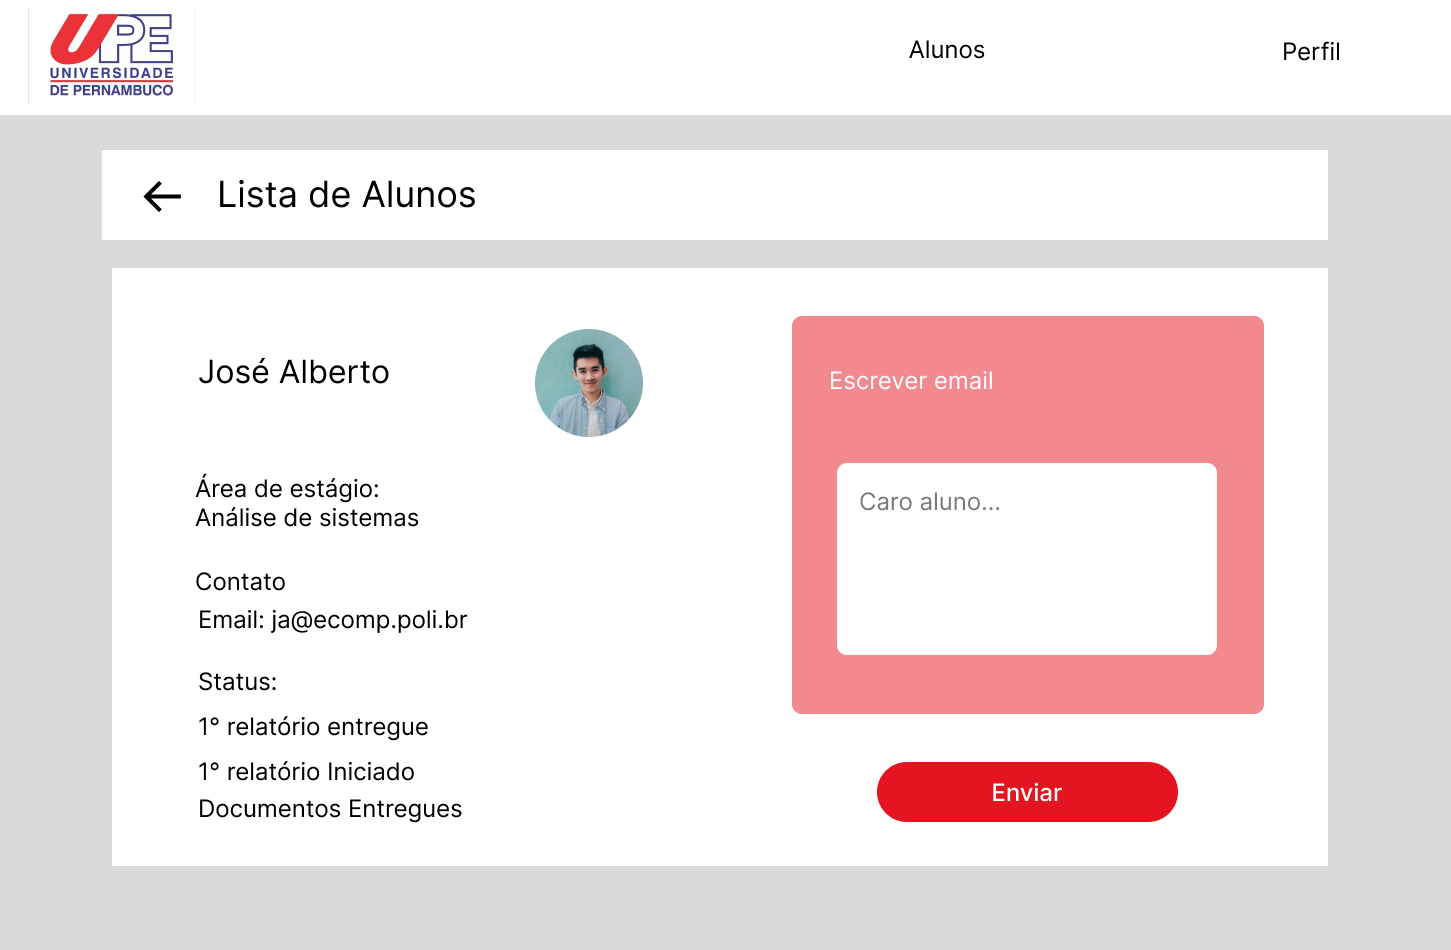 UPE
UNIVERSIDADE
DE PERNAMBUCO
Alunos
Perfil
Lista de Alunos
José Alberto
Área de estágio:
Análise de sistemas
Contato
Email: ja@ecomp.poli.br
Status:
1° relatório entregue
1° relatório Iniciado
Documentos Entregues
Escrever email
Caro aluno...
Enviar